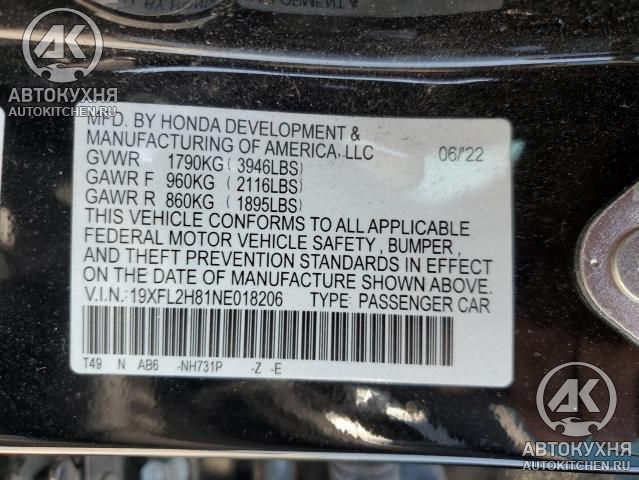 АВТОКУХНЯ
AUTOKITCHEN.RU
MFD. BY HONDA DEVELOPMENT &
MANUFACTURING OF AMERICA, LLC 06/'22
GVWR 1790KG ( 3946LBS)
GAWR F 960KG ( 2116LBS)
GAWR R 860KG ( 1895LBS)
THIS VEHICLE CONFORMS TO ALL APPLICABLE
FEDERAL MOTOR VEHICLE SAFETY , BUMPER,
AND THEFT PREVENTION STANDARDS IN EFFECT
ON THE DATE OF MANUFACTURE SHOWN ABOVE.
V.I.N.:19XFL2H81NE018206 TYPE: PASSENGER CAR
T49 N AB6 -NH731P -Z -E
АК
АВТОКУХНЯ
AUTOKITCHEN.RU